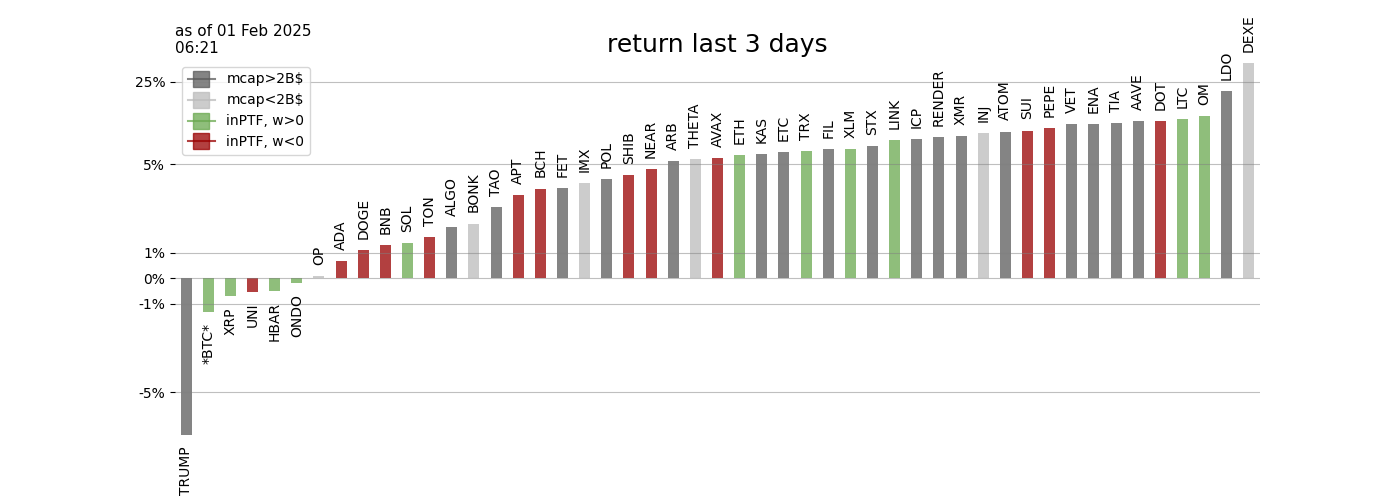 as of 01 Feb 2025
06:21
return last 3 days
mcap>2B$
mcap<2B$
inPTF, w>0
inPTF, w<0
25%
5%
1%
0%
-1%
-5%
TRUMP
*BTC*
XRP
UNI
HBAR
ONDO
OP
ADA
DOGE
BNB
SOL
TON
ALGO
BONK
TAO
APT
BCH
FET
IMX
POL
SHIB
NEAR
ARB
THETA
AVAX
ETH
KAS
ETC
TRX
FIL
XLM
STX
LINK
ICP
RENDER
XMR
INJ
ATOM
SUI
PEPE
VET
ENA
TIA
AAVE
DOT
LTC
OM
LDO
DEXE